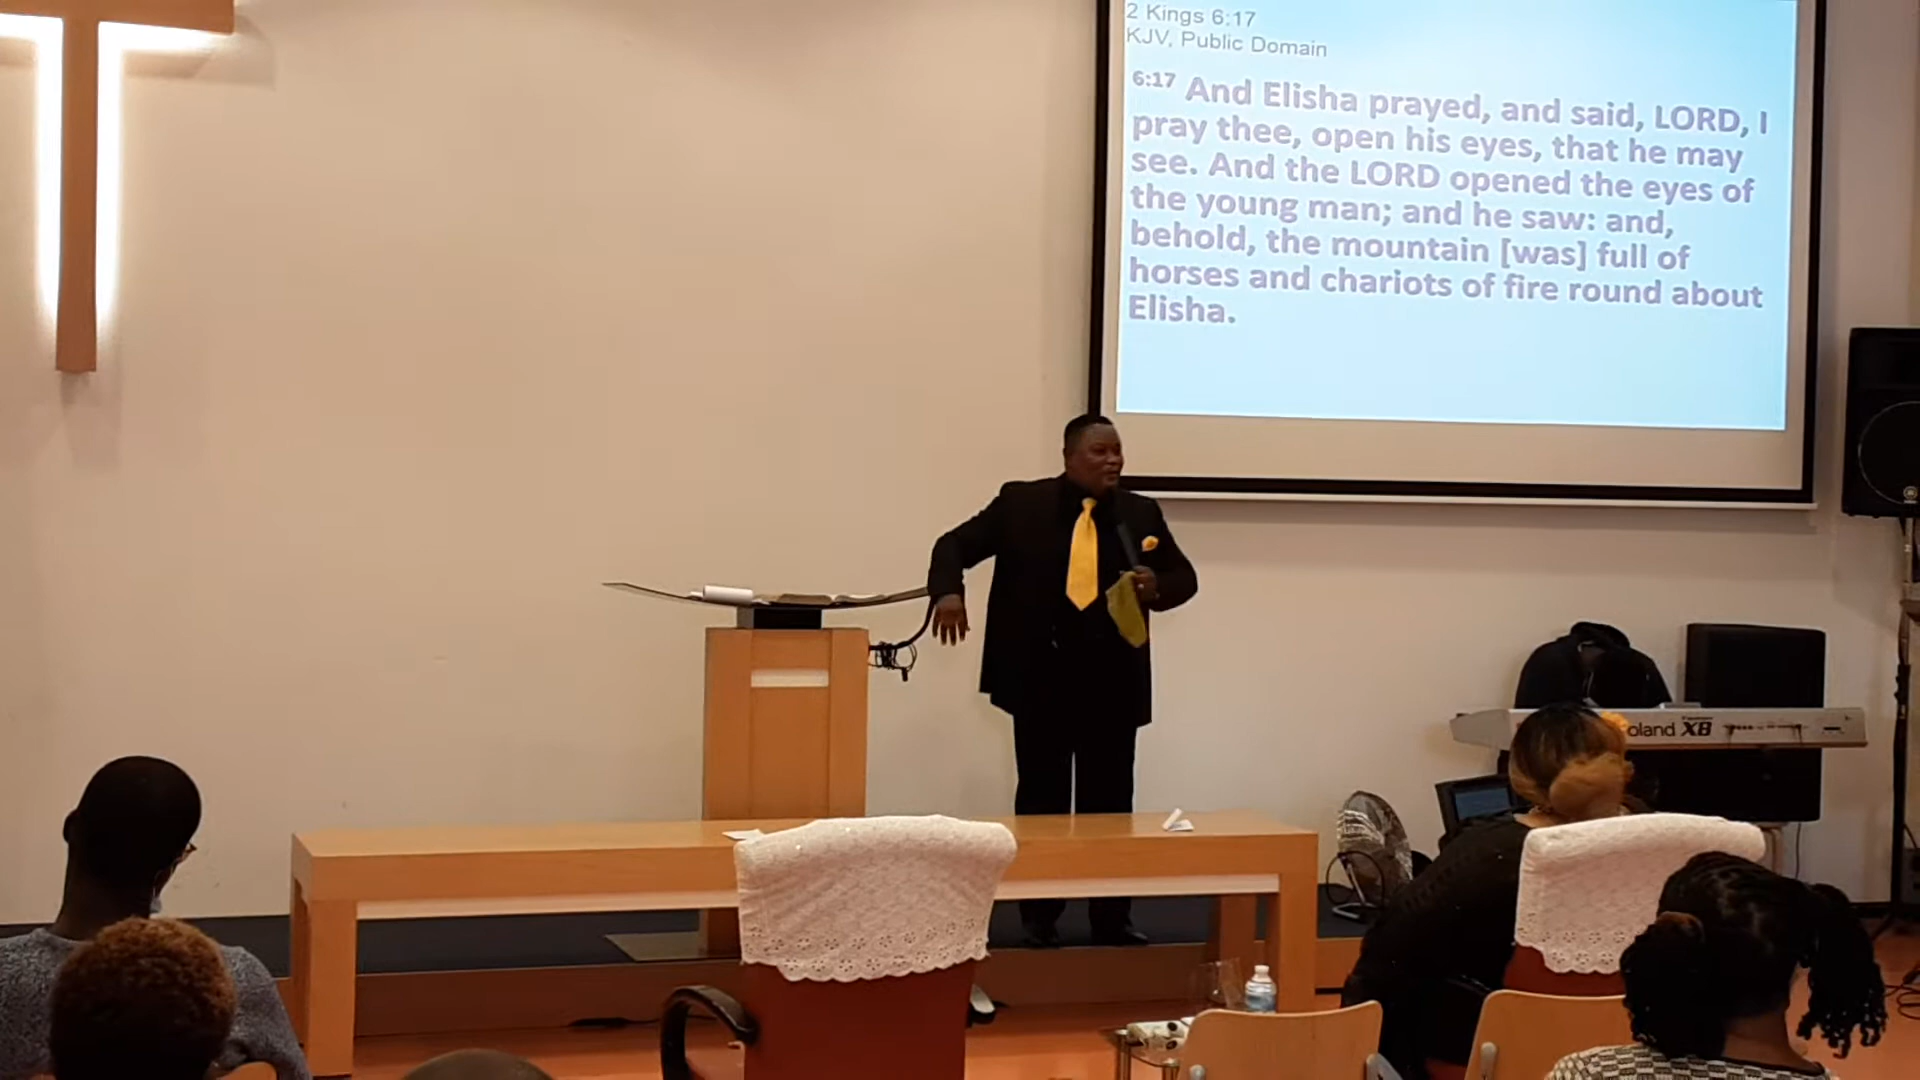 2 Kings 6:17
KJV, Public Domain
6:17 And Elisha prayed, and said, LORD, I
pray thee, open his eyes, that he may
see. And the LORD opened the eyes of
the young man; and he saw: and,
behold, the mountain [was] full of
horses and chariots of fire round about
Elisha.
oland X8